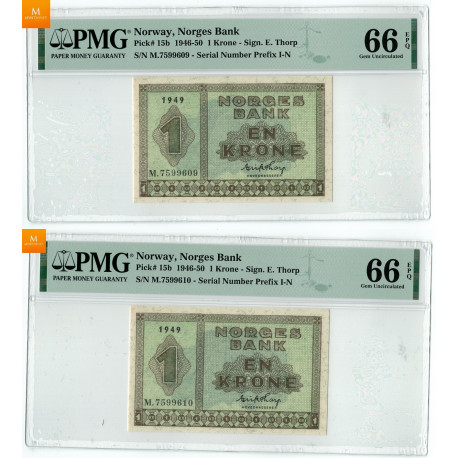 M
PMG
PAPER MONEY GUARANTY
Norway, Norges Bank
Pick# 15b 1946-50 1 Krone - Sign. E. Thorp
S/N M.7599609 - Serial Number Prefix I-N
66 EPQ
Gem Uncirculated
1949
1
M.7599609
NORGES
BANK
EN
KRONE
M
PMG
PAPER MONEY GUARANTY
Norway, Norges Bank
Pick# 15b 1946-50 1 Krone - Sign. E. Thorp
S/N M.7599610 - Serial Number Prefix I-N
66 EPQ
Gem Uncirculated
1949
1
M.7599610
NORGES
BANK
EN
KRONE